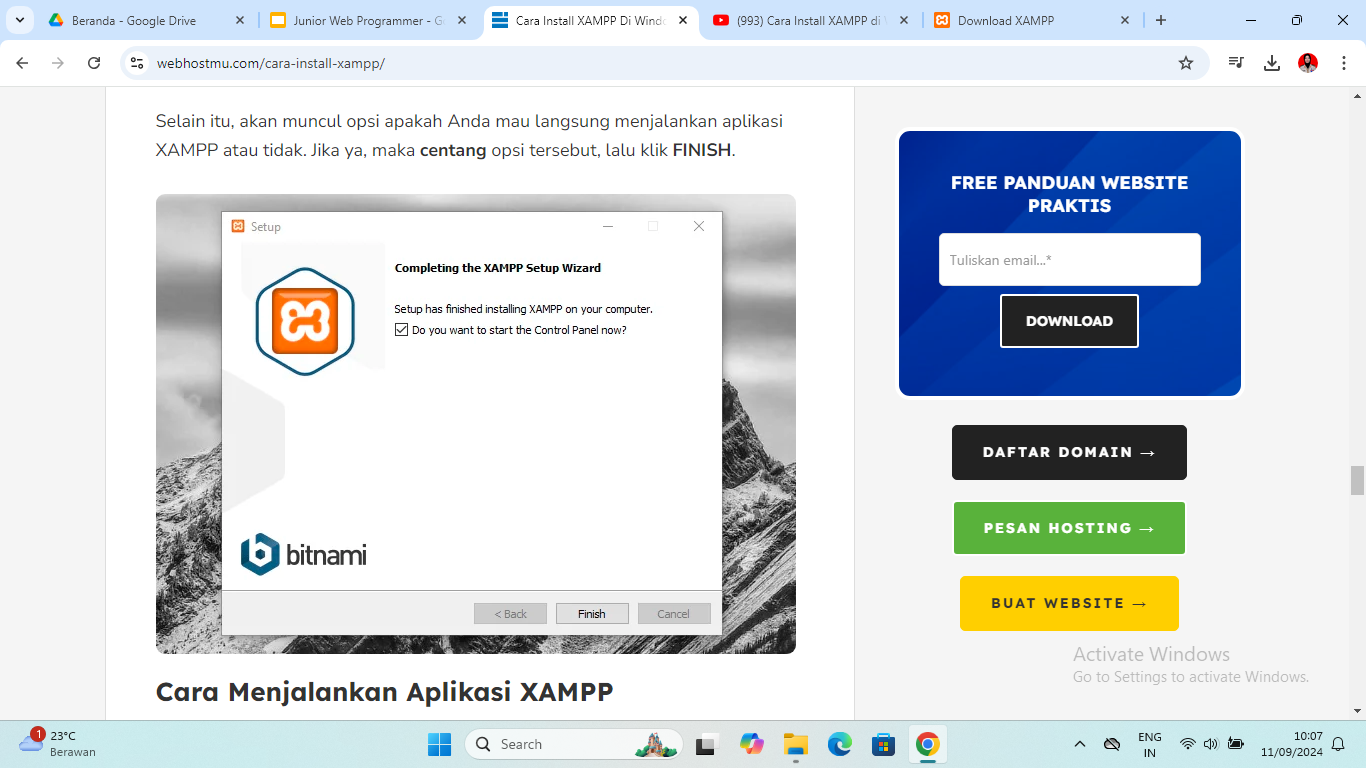 Beranda - Google Drive
Junior Web Programmer - G
Cara Install XAMPP Di Windo
(993) Cara Install XAMPP di
Download XAMPP
webhostmu.com/cara-install-xampp/
Selain itu, akan muncul opsi apakah Anda mau langsung menjalankan aplikasi
XAMPP atau tidak. Jika ya, maka centang opsi tersebut, lalu klik FINISH.
Setup
Completing the XAMPP Setup Wizard
Setup has finished installing XAMPP on your computer.
Do you want to start the Control Panel now?
bitnami
< Back
Finish
Cancel
Cara Menjalankan Aplikasi XAMPP
FREE PANDUAN WEBSITE
PRAKTIS
Tuliskan email...*
DOWNLOAD
DAFTAR DOMAIN →
PESAN HOSTING →
BUAT WEBSITE →
Activate Windows
Go to Settings to activate Windows.
1
23°C
Berawan
Search
ENG
IN
10:07
11/09/2024